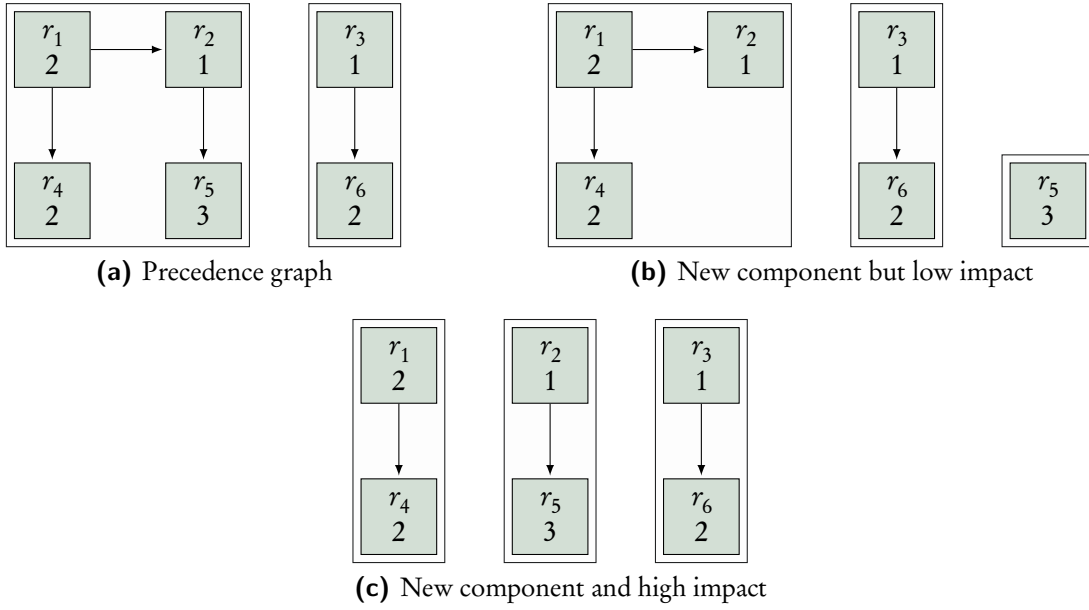 r₁ r₂ r₃ r₁ r₂ r₃
2 1 1 2 1 1
r₄ r₅ r₆ r₄ r₆ r₅
2 3 2 2 2 3
(a) Precedence graph (b) New component but low impact
r₁ r₂ r₃
2 1 1
r₄ r₅ r₆
2 3 2
(c) New component and high impact